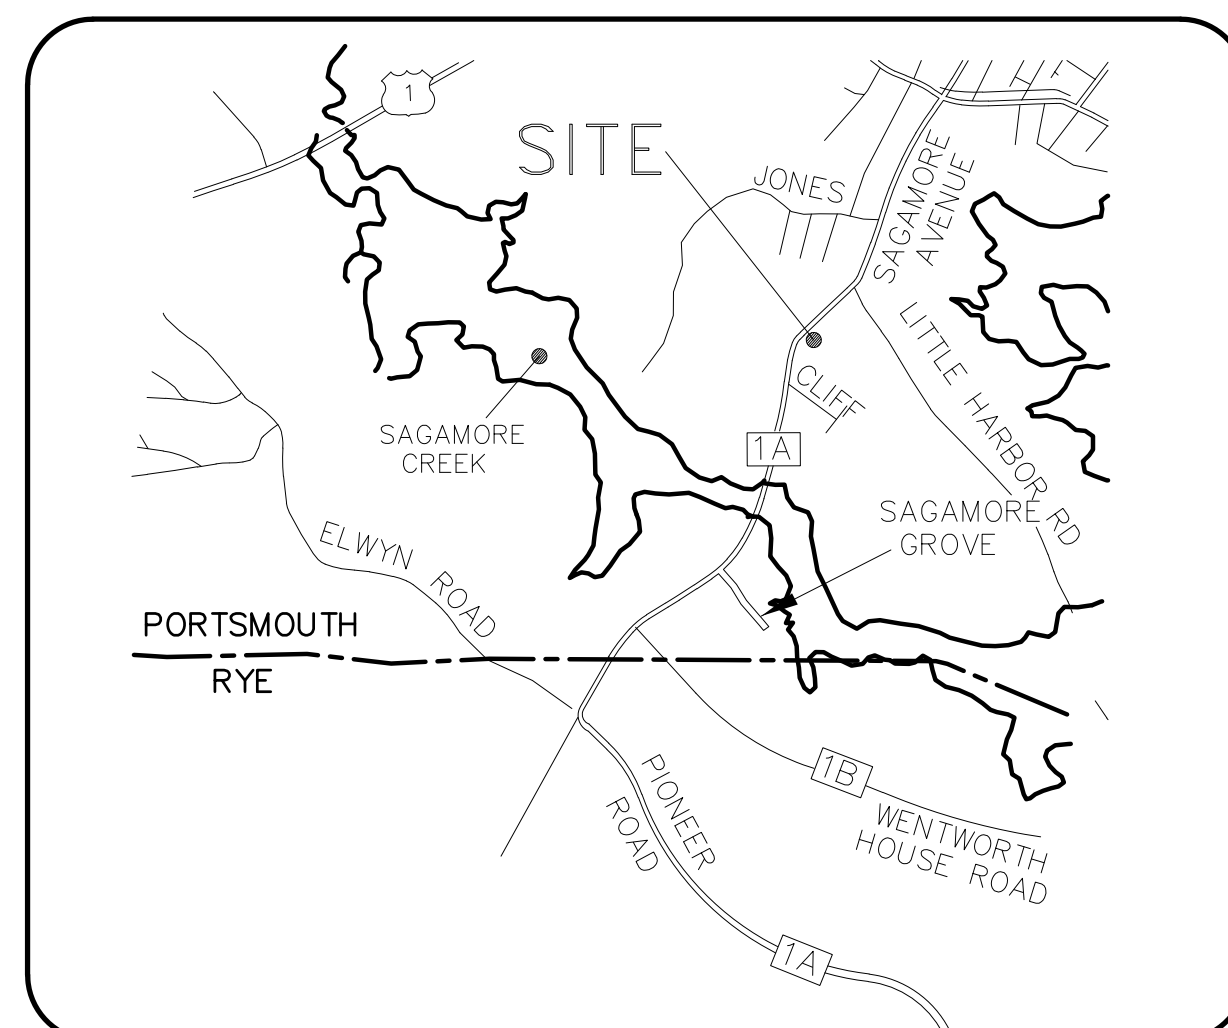 1
SITE
JONES
SAGAMORE
AVENUE
LITTLE HARBOR RD
CLIFF
SAGAMORE
CREEK
1A
SAGAMORE
GROVE
ELWYN ROAD
PORTSMOUTH
RYE
1B
PIONEER
ROAD
WENTWORTH
HOUSE ROAD
1A